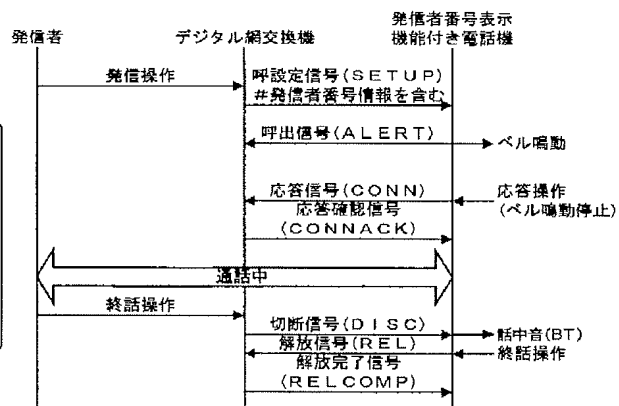 発信者
デジタル網交換機
発信者番号表示
機能付き電話機
発信操作
呼設定信号(SETUP)
#発信者番号情報を含む
呼出信号(ALERT)
ベル鳴動
応答信号(CONN)
応答操作
(ベル鳴動停止)
応答確認信号
(CONNACK)
通話中
終話操作
切断信号(DISC)
話中音(BT)
解放信号(REL)
終話操作
解放完了信号
(RELCOMP)